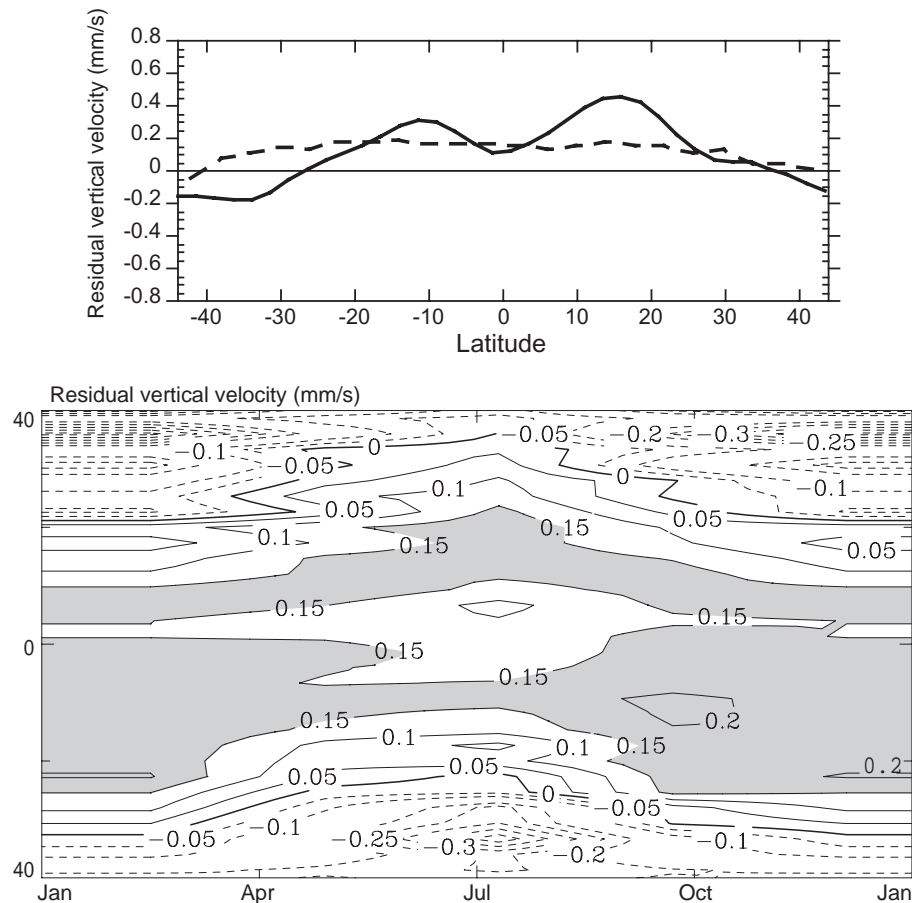 Residual vertical velocity (mm/s)
0.8
0.6
0.4
0.2
0
-0.2
-0.4
-0.6
-0.8
-40 -30 -20 -10 0 10 20 30 40
Latitude
Residual vertical velocity (mm/s)
40
0
40
−0.05 −0.2 −0.3 −0.25
−0.1 0
−0.05 0 −0.1
0.1
0.05 0.05
0.15
0.1 0.15 0.05
0.15 0.15
0.15
0.15
0.15 0.2
0.1 0.1 0.15
0.05 0.05 0.2
0 −0.05
−0.05 −0.1 −0.25 −0.3 −0.2 −0.1
Jan Apr Jul Oct Jan